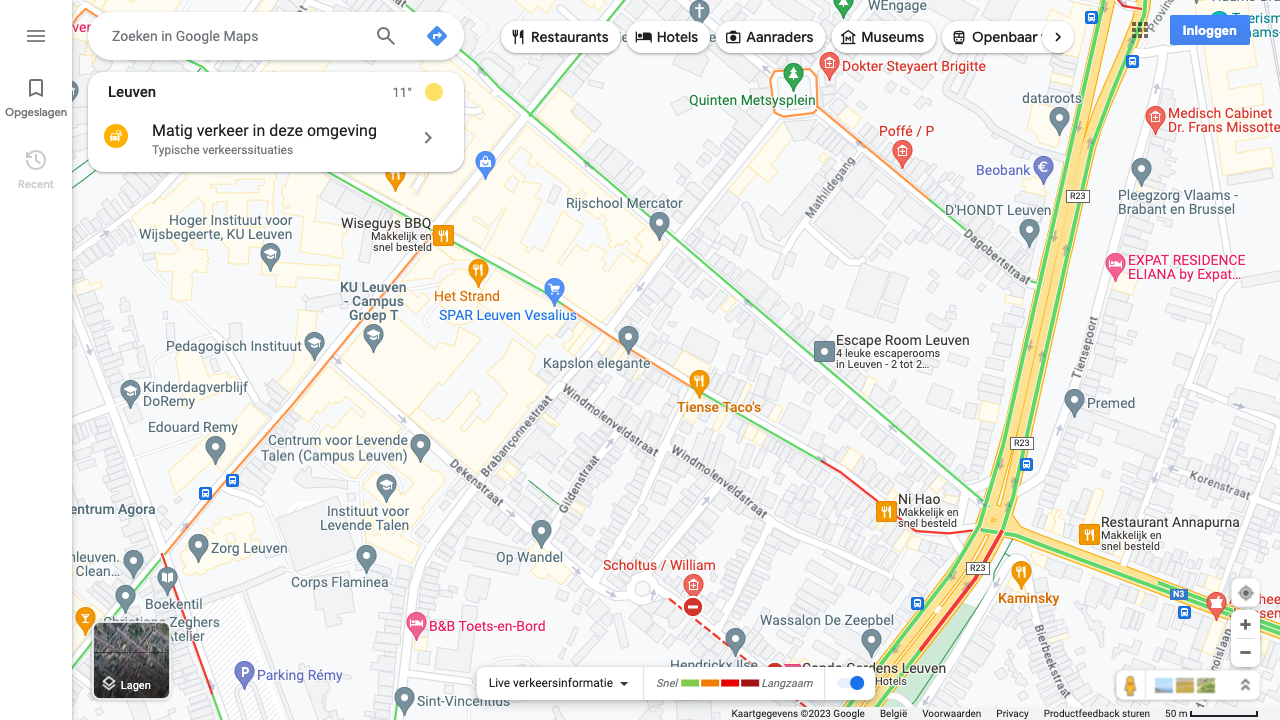 Opgeslagen
Recent
Zoeken in Google Maps
Leuven
11°
Matig verkeer in deze omgeving
Typische verkeerssituaties
Restaurants
Hotels
Aanraders
Museums
Openbaar
Inloggen
WEngage
Dokter Steyaert Brigitte
Quinten Metsysplein
dataroots
Medisch Cabinet
Dr. Frans Missotte
Poffé / P
Beobank
Mathildegang
R23
Pleegzorg Vlaams -
Brabant en Brussel
Rijschool Mercator
D'HONDT Leuven
Dagobertstraat
Hoger Instituut voor
Wijsbegeerte, KU Leuven
Wiseguys BBQ
Makkelijk en
snel besteld
EXPAT RESIDENCE
ELIANA by Expat...
KU Leuven
- Campus
Groep T
Het Strand
SPAR Leuven Vesalius
Pedagogisch Instituut
Kapslon elegante
Escape Room Leuven
4 leuke escaperooms
in Leuven - 2 tot 2…
Tiensepoort
Kinderdagverblijf
DoRemy
Tiense Taco's
Premed
Edouard Remy
Windmolenveldstraat
Brabançonnestraat
Centrum voor Levende
Talen (Campus Leuven)
R23
Windmolenveldstraat
Dekenstraat
Gildenstraat
Korenstraat
entrum Agora
Instituut voor
Levende Talen
Ni Hao
Makkelijk en
snel besteld
Restaurant Annapurna
Makkelijk en
snel besteld
Zorg Leuven
Op Wandel
Corps Flaminea
Scholtus / William
R23
Clean...
Boekentil
Christiane Zeghers
Atelier
Kaminsky
N3
B&B Toets-en-Bord
Wassalon De Zeepbel
Hendrickx Ilse
Condo Gardens Leuven
Hotels
Bierbeekstraat
Parking Rémy
Sint-Vincentius
Lagen
Live verkeersinformatie
Snel
Langzaam
Kaartgegevens ©2023 Google
België
Voorwaarden
Privacy
Productfeedback sturen
50 m